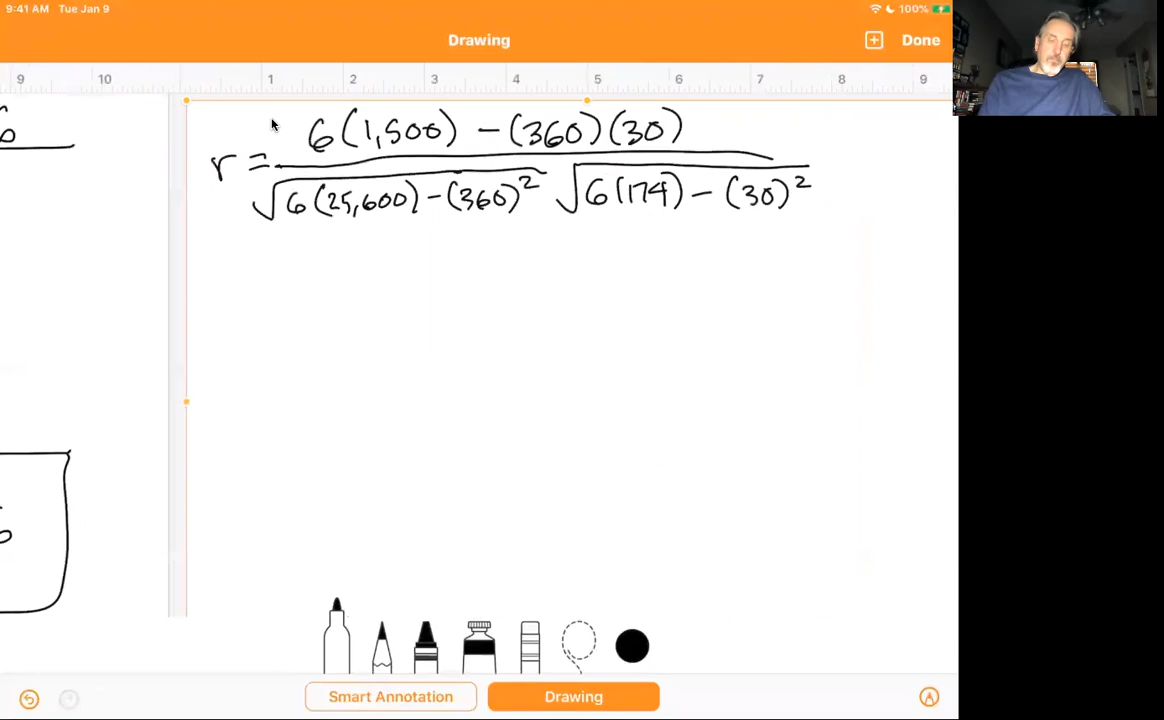 9:41 AM Tue Jan 9
100%
Drawing
Done
9 10 1 2 3 4 5 6 7 8 9
6(1,500) - (360)(30)
r =
√6(25,600) - (360)² √6(174) - (30)²
Smart Annotation
Drawing